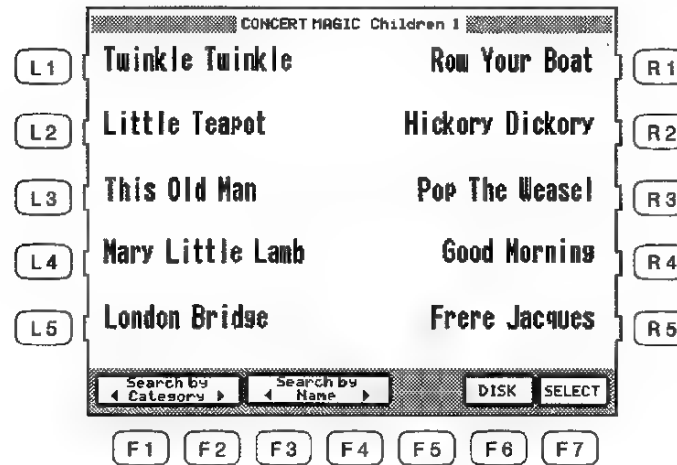 CONCERT MAGIC Children 1
L1 Twinkle Twinkle Row Your Boat R1
L2 Little Teapot Hickory Dickory R2
L3 This Old Man Pop The Weasel R3
L4 Mary Little Lamb Good Morning R4
L5 London Bridge Frere Jacques R5
Search by Search by
◄ Category ► ◄ Name ► DISK SELECT
F1 F2 F3 F4 F5 F6 F7